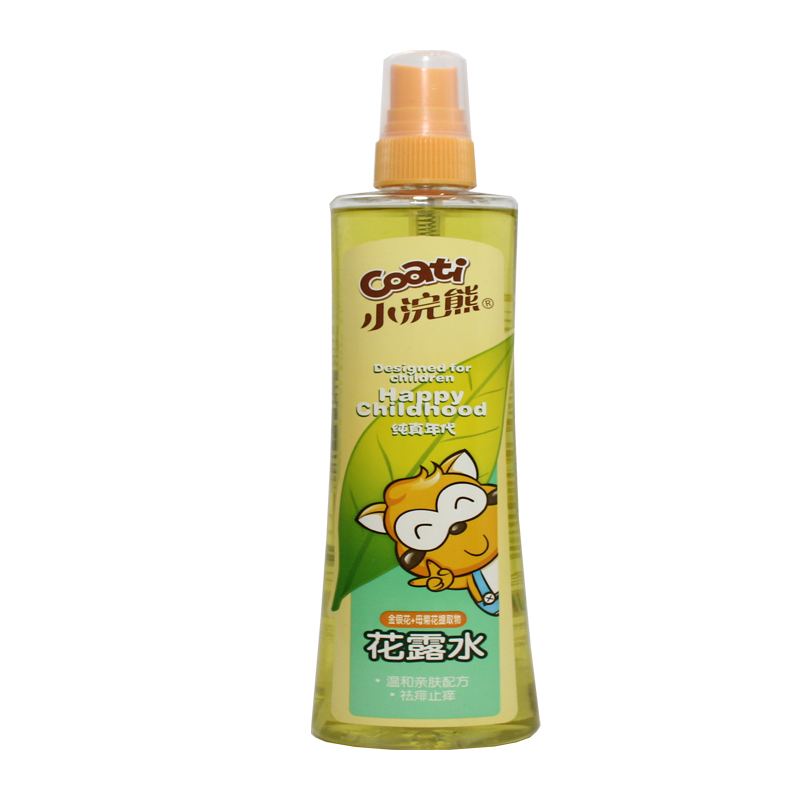 Coati
小浣熊®
Designed for
children
Happy
Childhood
纯真年代
金银花+母菊花提取物
花露水
· 温和亲肤配方
· 祛痱止痒